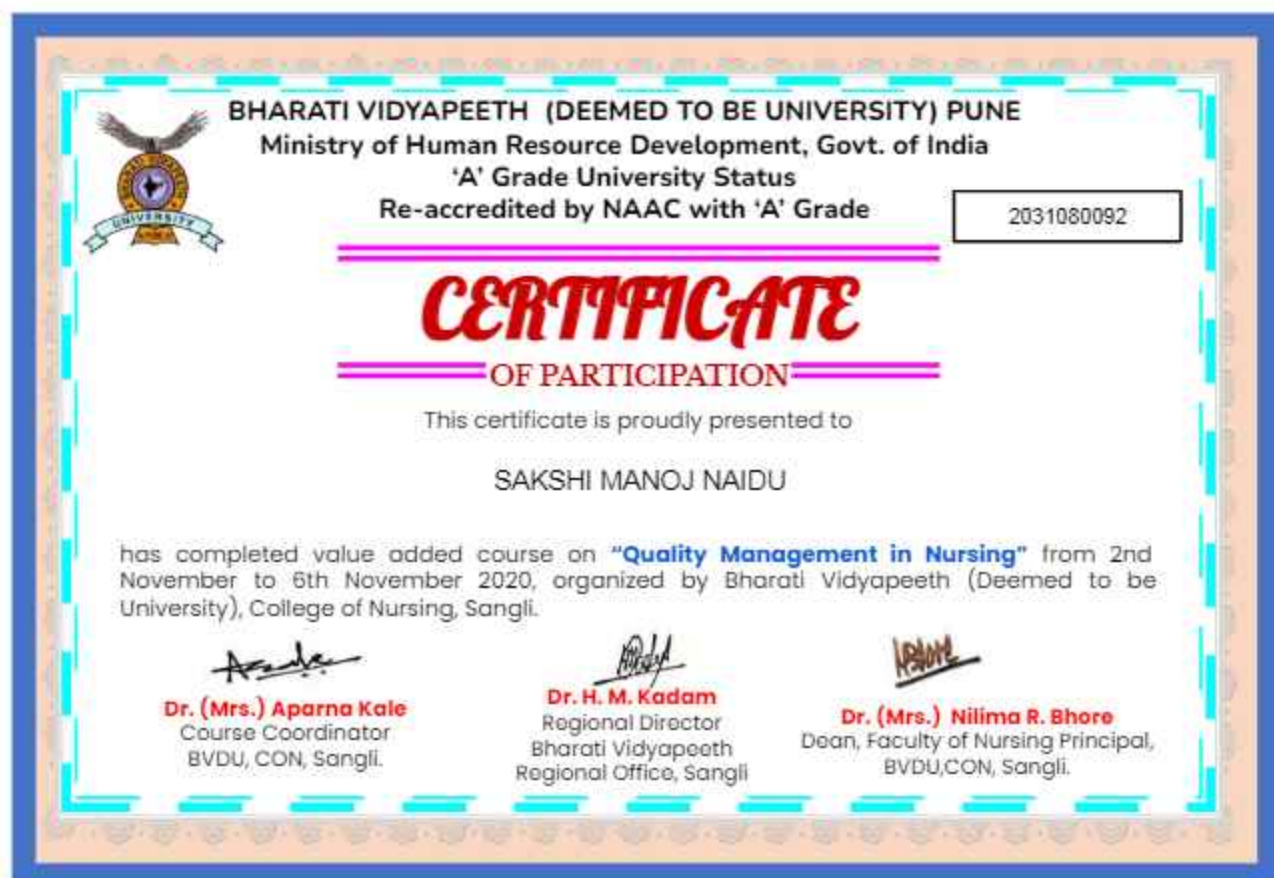 BHARATI VIDYAPEETH (DEEMED TO BE UNIVERSITY) PUNE
Ministry of Human Resource Development, Govt. of India
‘A’ Grade University Status
Re-accredited by NAAC with ‘A’ Grade
2031080092
BHARATI VIDYAPEETH
UNIVERSITY
CERTIFICATE
OF PARTICIPATION
This certificate is proudly presented to
SAKSHI MANOJ NAIDU
has completed value added course on “Quality Management in Nursing” from 2nd
November to 6th November 2020, organized by Bharati Vidyapeeth (Deemed to be
University), College of Nursing, Sangli.
Dr. (Mrs.) Aparna Kale
Course Coordinator
BVDU, CON, Sangli.
Dr. H. M. Kadam
Regional Director
Bharati Vidyapeeth
Regional Office, Sangli
Dr. (Mrs.) Nilima R. Bhore
Dean, Faculty of Nursing Principal,
BVDU,CON, Sangli.